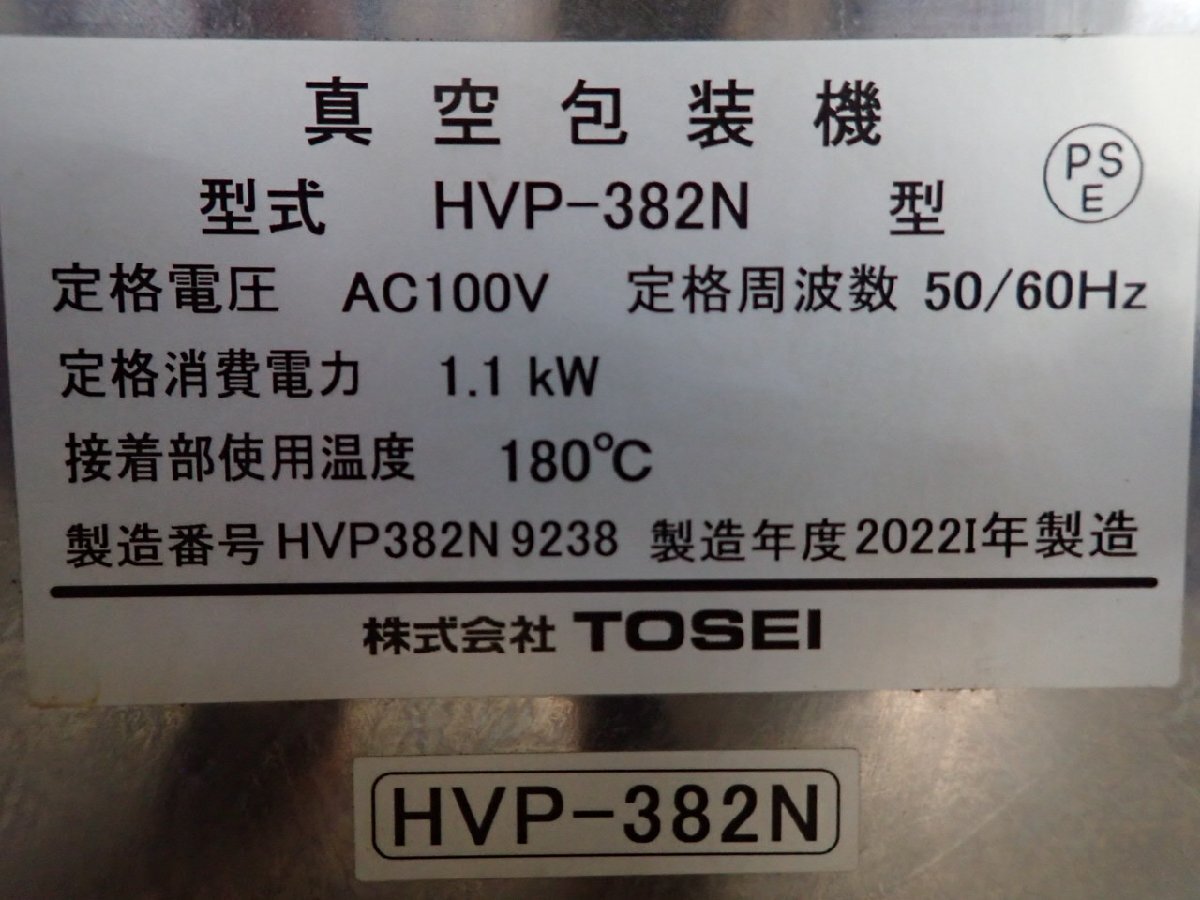 真空包装機
型式 HVP-382N 型 PSE
定格電圧 AC100V 定格周波数 50/60Hz
定格消費電力 1.1 kW
接着部使用温度 180℃
製造番号 HVP382N 9238 製造年度 2022I年製造
株式会社 TOSEI
HVP-382N